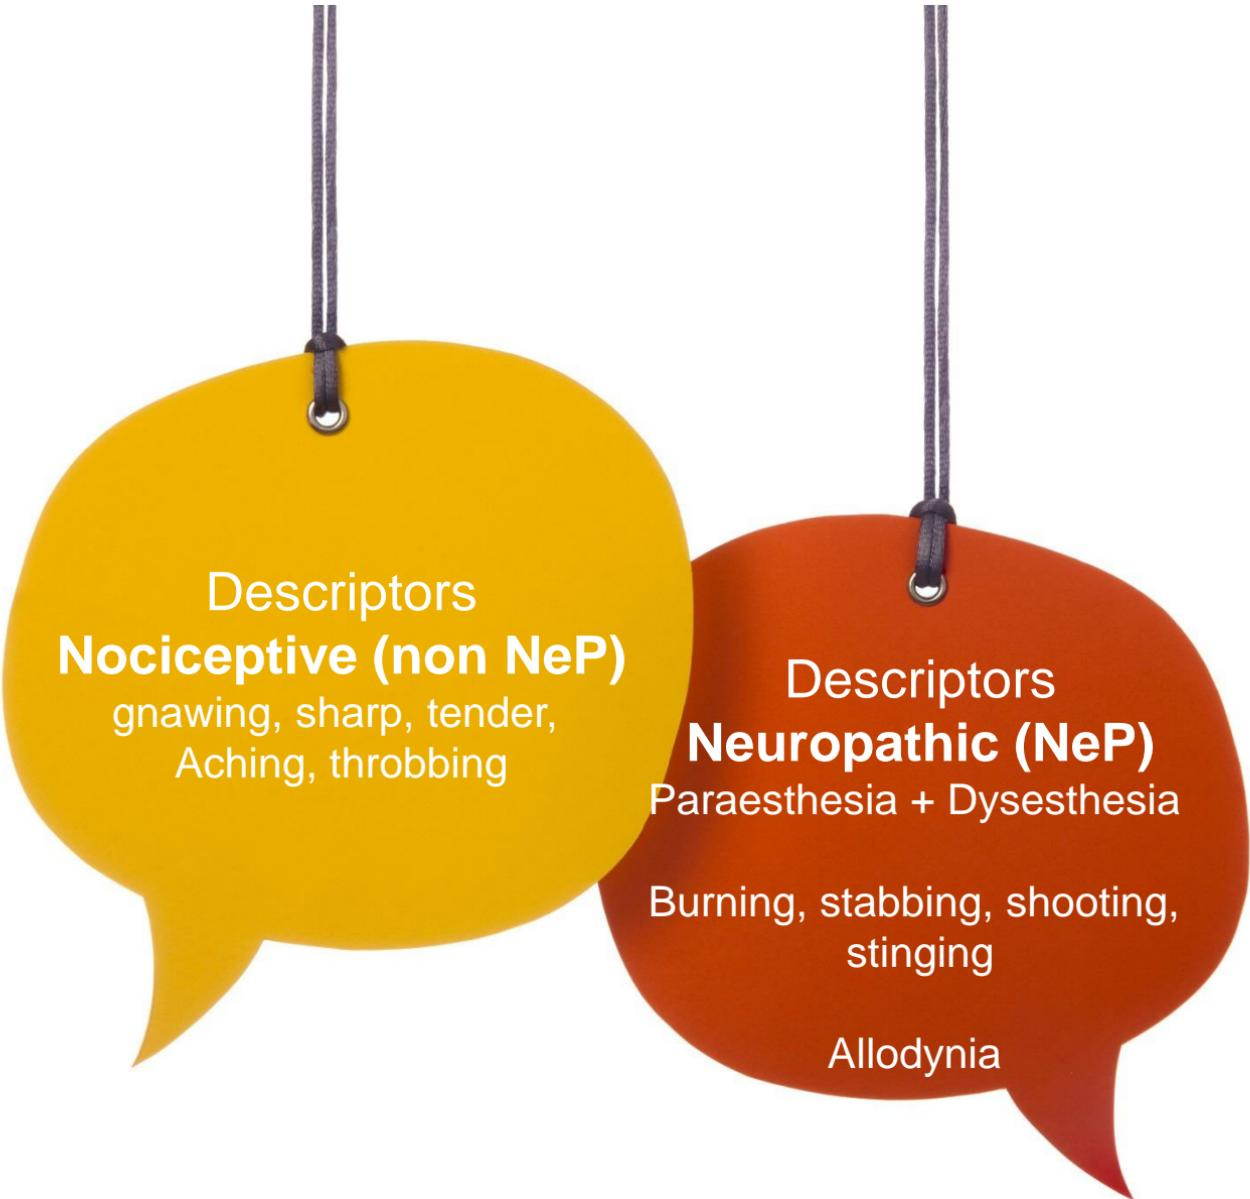 Descriptors
Nociceptive (non NeP)
gnawing, sharp, tender,
Aching, throbbing
Descriptors
Neuropathic (NeP)
Paraesthesia + Dysesthesia
Burning, stabbing, shooting,
stinging
Allodynia